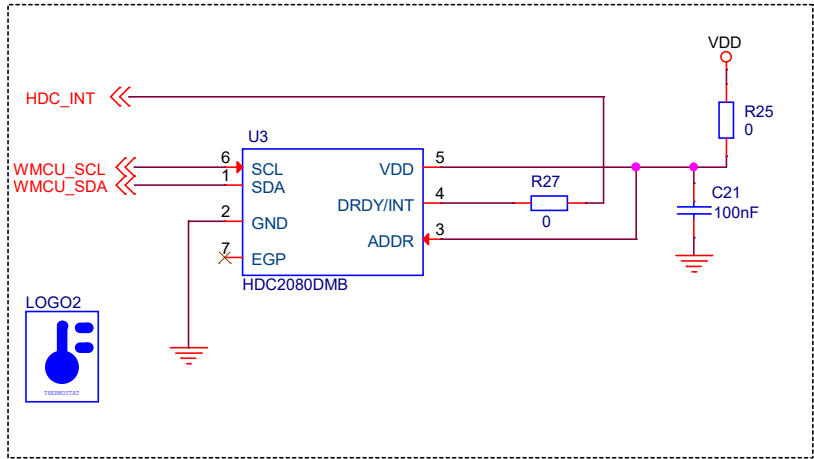 VDD
HDC_INT
R25
0
U3
WMCU_SCL
6
SCL
VDD
5
WMCU_SDA
1
SDA
R27
0
DRDY/INT
4
C21
100nF
2
GND
ADDR
3
7
EGP
HDC2080DMB
LOGO2
THERMOSTAT